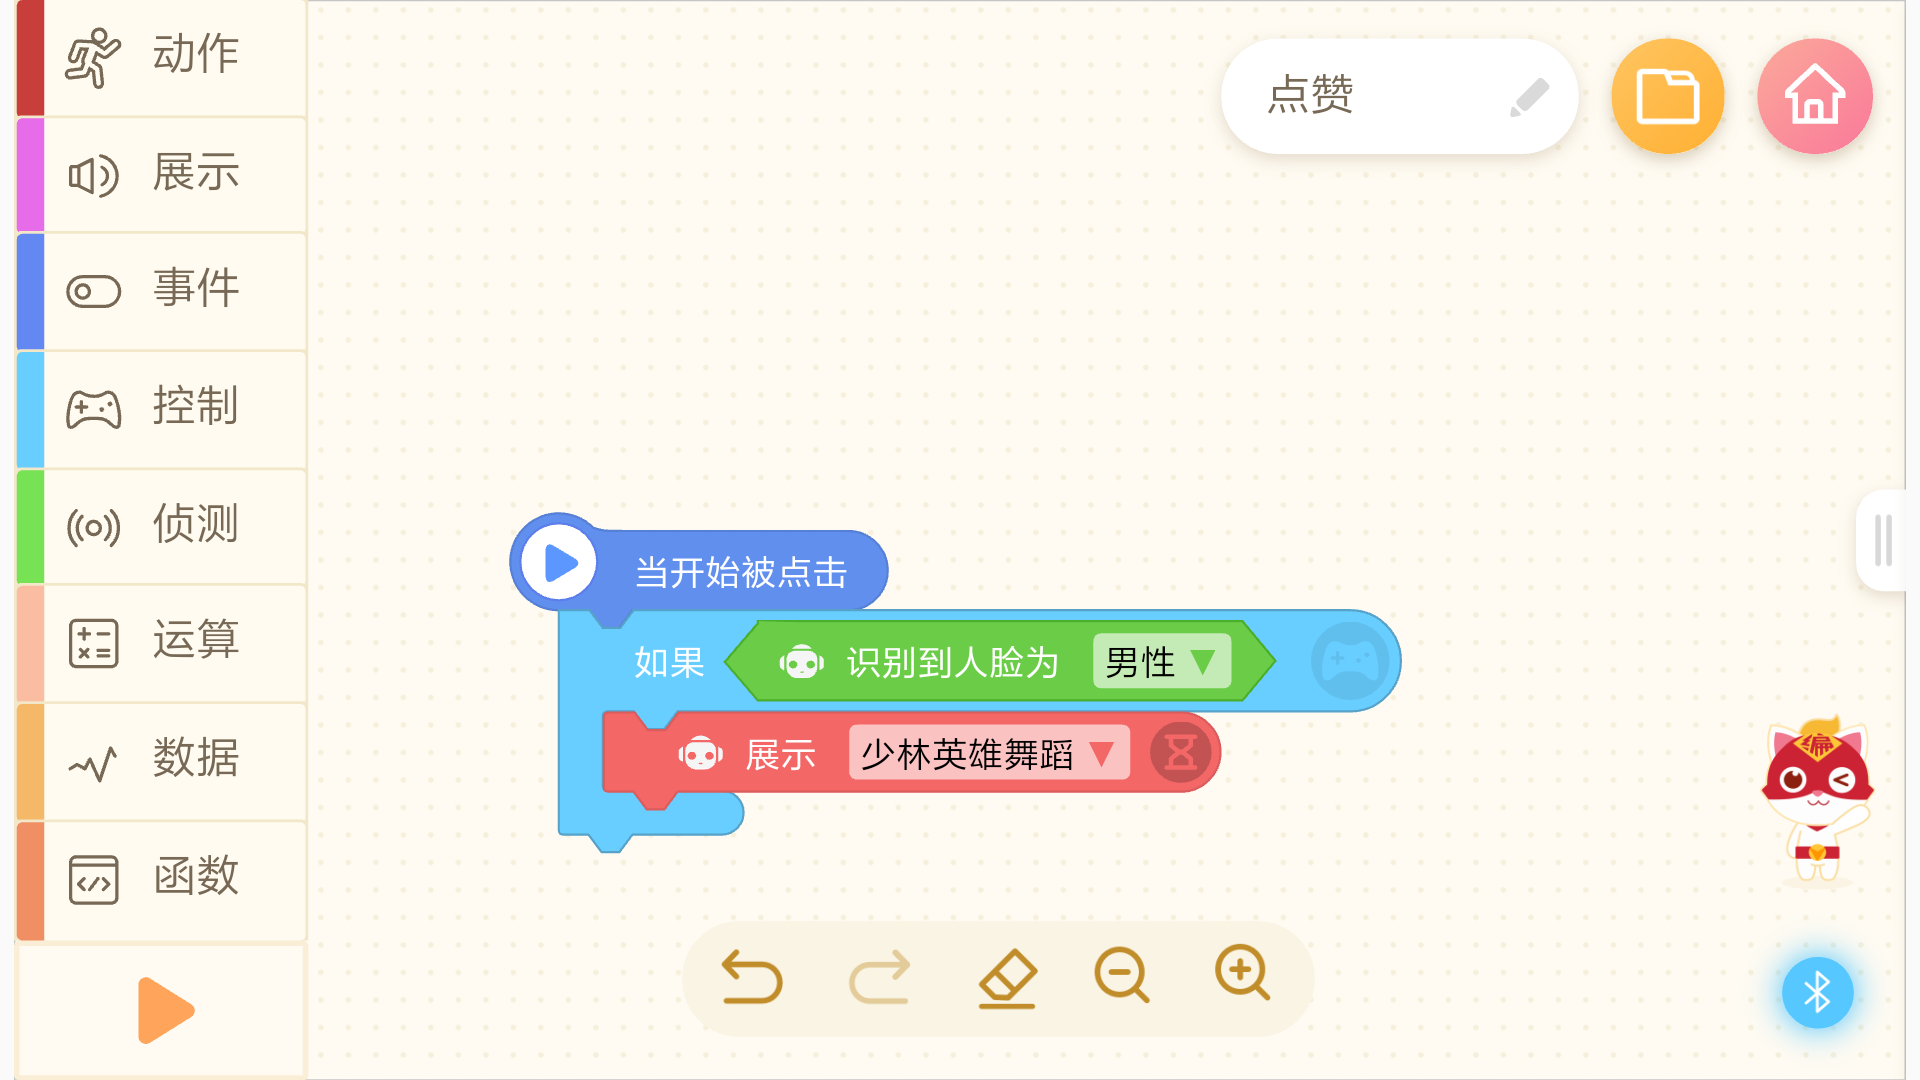 动作
展示
事件
控制
侦测
运算
数据
函数
点赞
当开始被点击
如果 识别到人脸为 男性
展示 少林英雄舞蹈
编